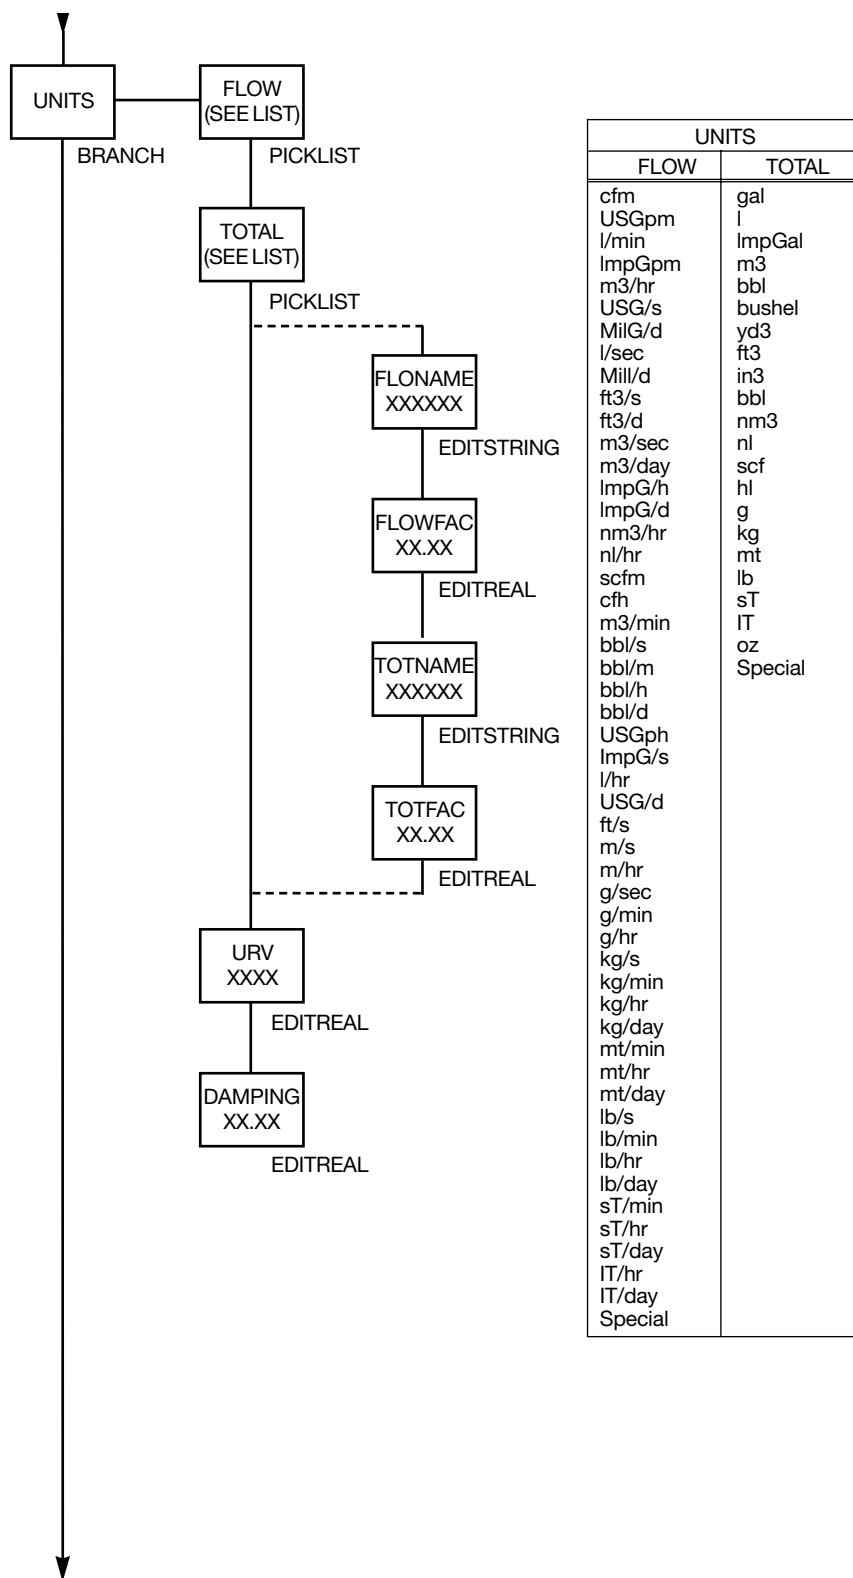 UNITS
FLOW
(SEE LIST)
BRANCH
PICKLIST
TOTAL
(SEE LIST)
PICKLIST
FLONAME
XXXXXX
EDITSTRING
FLOWFAC
XX.XX
EDITREAL
TOTNAME
XXXXXX
EDITSTRING
TOTFAC
XX.XX
EDITREAL
URV
XXXX
EDITREAL
DAMPING
XX.XX
EDITREAL
UNITS
FLOW TOTAL
cfm gal
USGpm l
l/min ImpGal
ImpGpm m3
m3/hr bbl
USG/s bushel
MilG/d yd3
l/sec ft3
Mill/d in3
ft3/s bbl
ft3/d nm3
m3/sec nl
m3/day scf
ImpG/h hl
ImpG/d g
nm3/hr kg
nl/hr mt
scfm lb
cfh sT
m3/min lT
bbl/s oz
bbl/m Special
bbl/h
bbl/d
USGph
ImpG/s
l/hr
USG/d
ft/s
m/s
m/hr
g/sec
g/min
g/hr
kg/s
kg/min
kg/hr
kg/day
mt/min
mt/hr
mt/day
lb/s
lb/min
lb/hr
lb/day
sT/min
sT/hr
sT/day
lT/hr
lT/day
Special